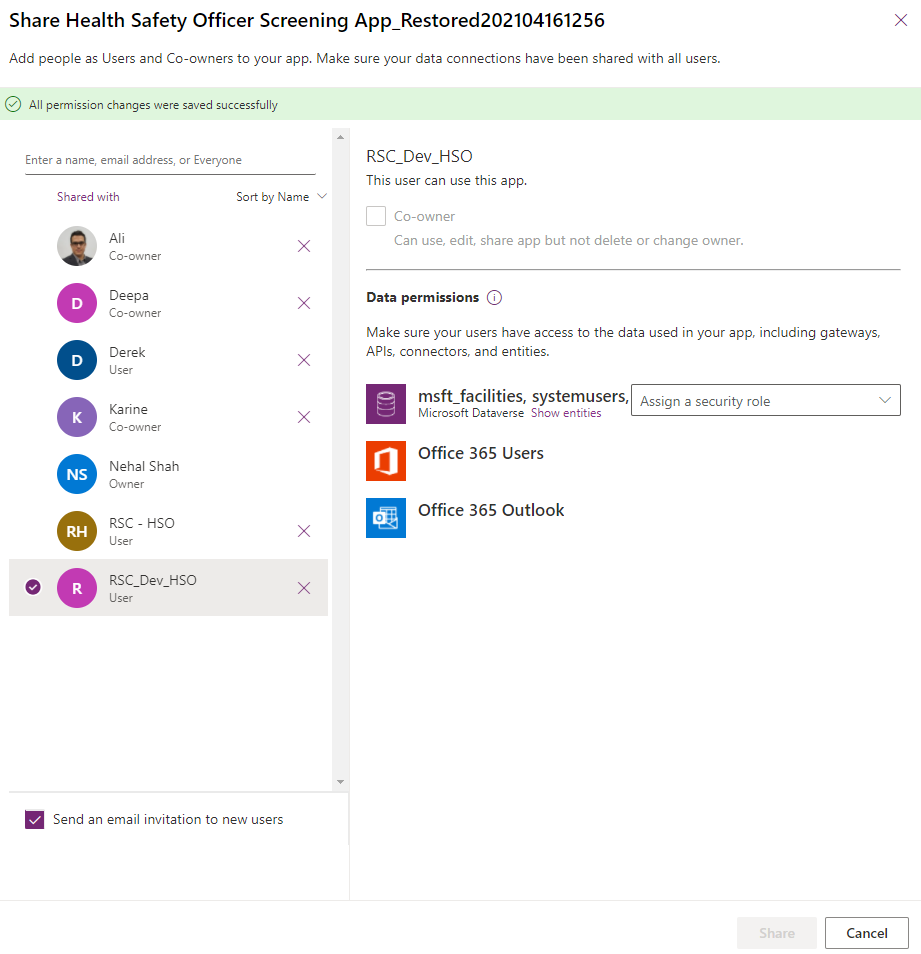 Share Health Safety Officer Screening App_Restored202104161256
Add people as Users and Co-owners to your app. Make sure your data connections have been shared with all users.
All permission changes were saved successfully
Enter a name, email address, or Everyone
Shared with
Sort by Name
Ali
Co-owner
D
Deepa
Co-owner
D
Derek
User
K
Karine
Co-owner
NS
Nehal Shah
Owner
RH
RSC - HSO
User
R
RSC_Dev_HSO
User
Send an email invitation to new users
RSC_Dev_HSO
This user can use this app.
Co-owner
Can use, edit, share app but not delete or change owner.
Data permissions
Make sure your users have access to the data used in your app, including gateways,
APIs, connectors, and entities.
msft_facilities, systemusers,
Microsoft Dataverse Show entities
Assign a security role
Office 365 Users
Office 365 Outlook
Share
Cancel